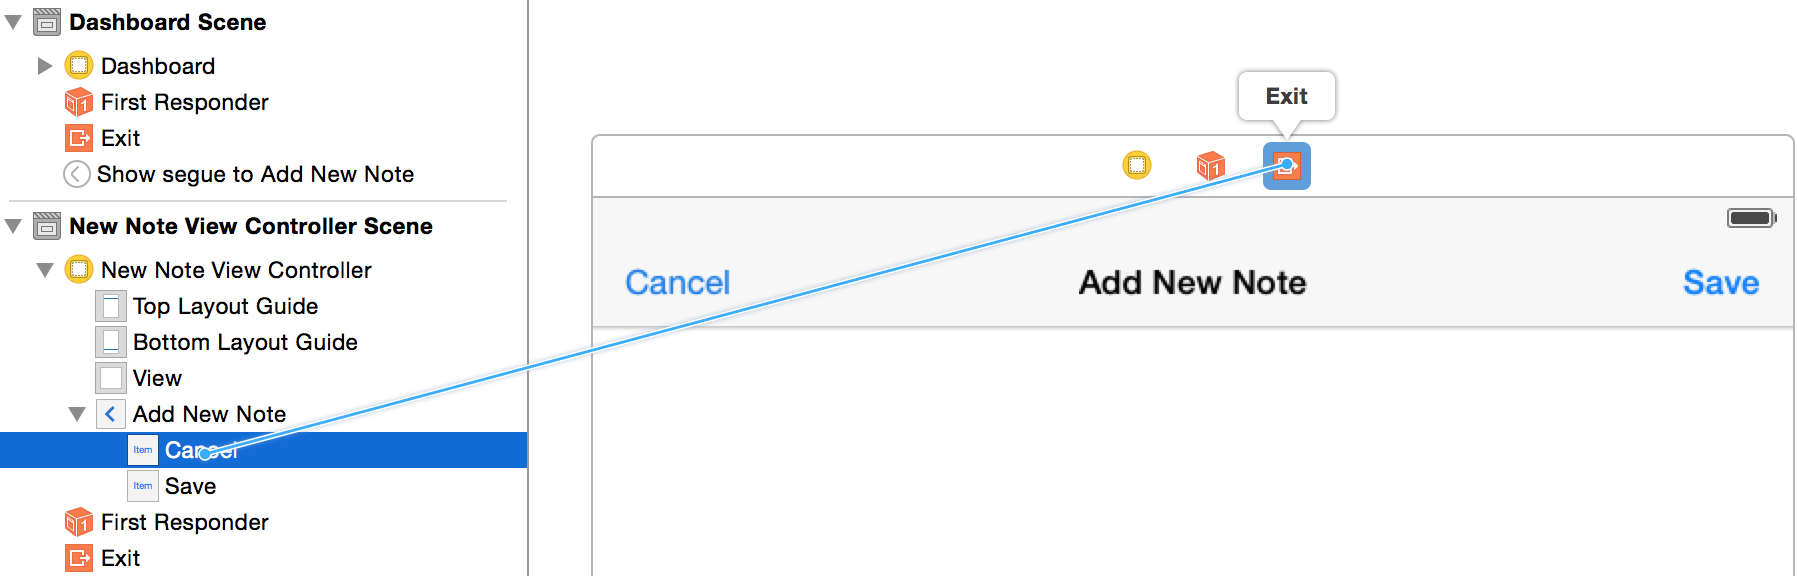 Dashboard Scene
Dashboard
First Responder
Exit
Show segue to Add New Note
New Note View Controller Scene
New Note View Controller
Top Layout Guide
Bottom Layout Guide
View
Add New Note
Item Cancel
Item Save
First Responder
Exit
Exit
1
Cancel Add New Note Save